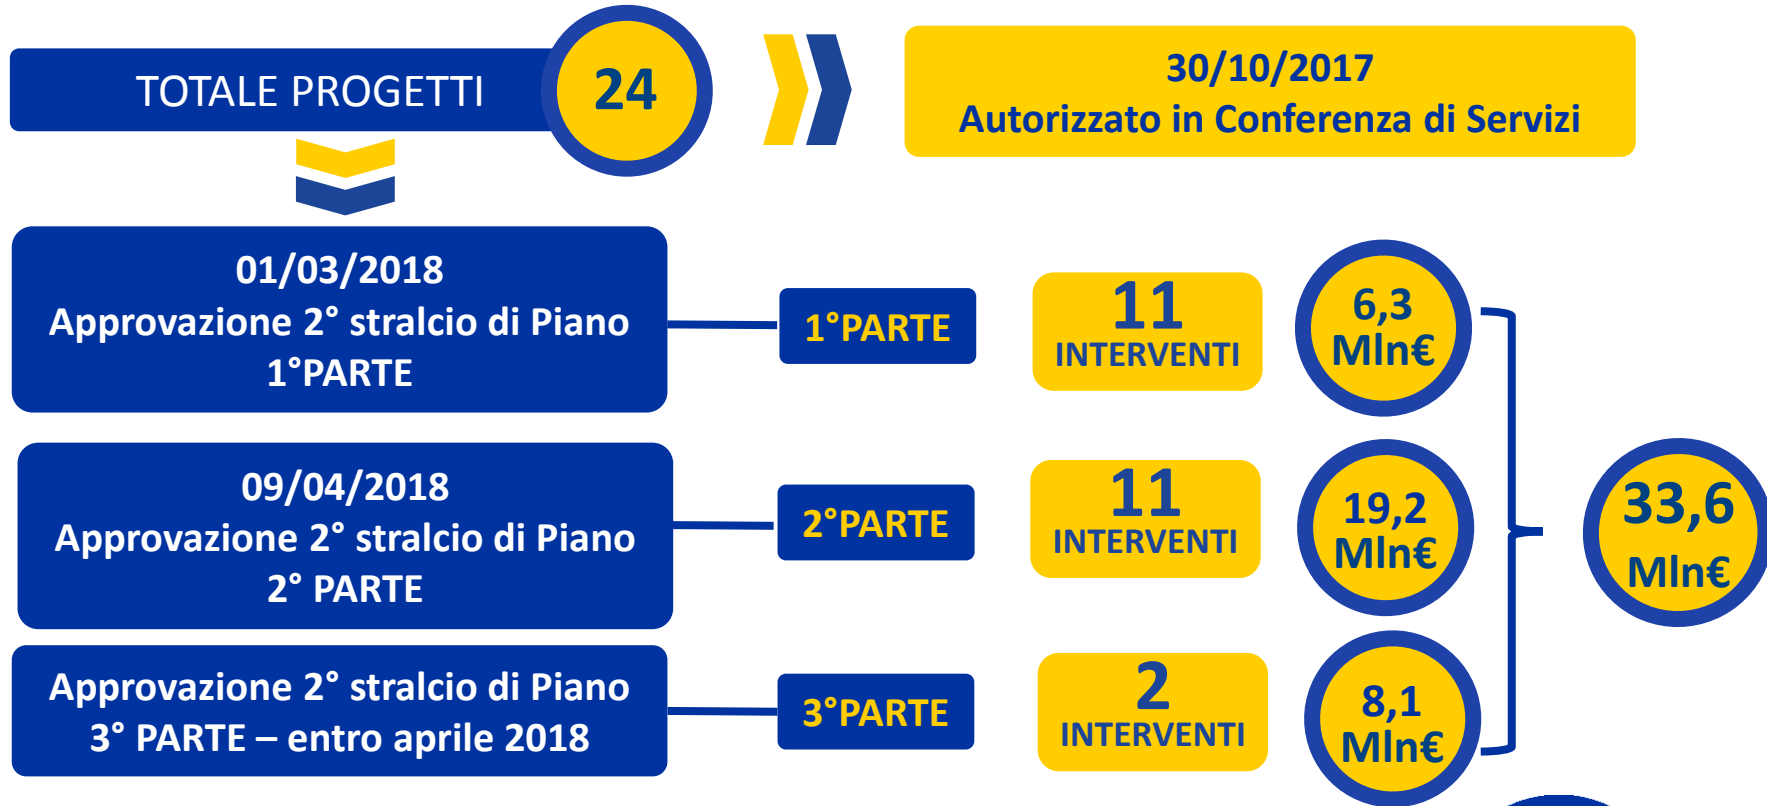 TOTALE PROGETTI
24
30/10/2017
Autorizzato in Conferenza di Servizi
01/03/2018
Approvazione 2° stralcio di Piano
1°PARTE
1°PARTE
11
INTERVENTI
6,3
Mln€
09/04/2018
Approvazione 2° stralcio di Piano
2° PARTE
2°PARTE
11
INTERVENTI
19,2
Mln€
33,6
Mln€
Approvazione 2° stralcio di Piano
3° PARTE – entro aprile 2018
3°PARTE
2
INTERVENTI
8,1
Mln€